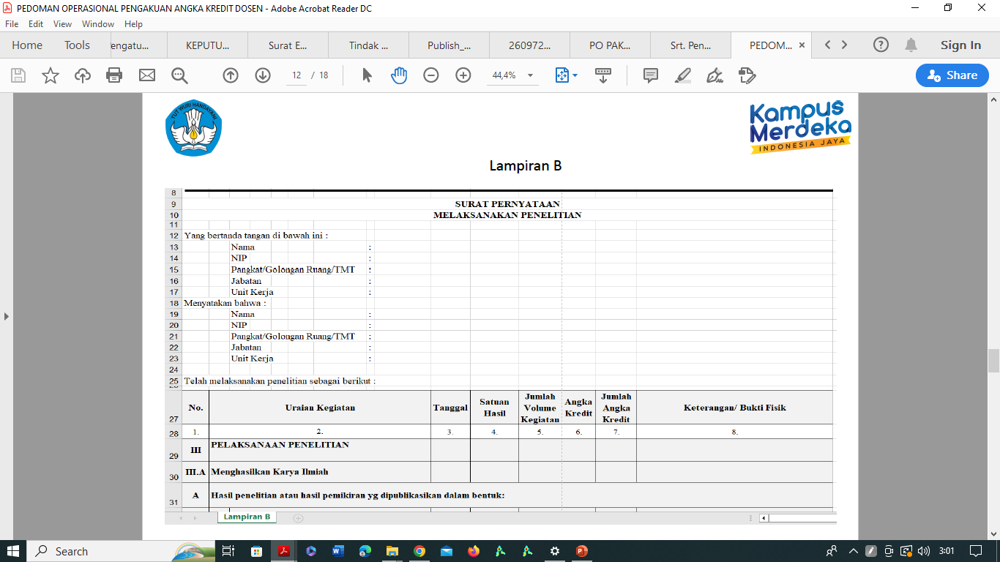 PEDOMAN OPERASIONAL PENGAKUAN ANGKA KREDIT DOSEN - Adobe Acrobat Reader DC
File Edit View Window Help
Home Tools engatu... KEPUTU... Surat E... Tindak ... Publish_... 260972... PO PAK... Srt. Pen... PEDOM... × Sign In
12 / 18 44,4% Share
TUT WURI HANDAYANI
Kampus
Merdeka
INDONESIA JAYA
Lampiran B
8
9 SURAT PERNYATAAN
10 MELAKSANAKAN PENELITIAN
11
12 Yang bertanda tangan di bawah ini :
13 Nama :
14 NIP :
15 Pangkat/Golongan Ruang/TMT :
16 Jabatan :
17 Unit Kerja :
18 Menyatakan bahwa :
19 Nama :
20 NIP :
21 Pangkat/Golongan Ruang/TMT :
22 Jabatan :
23 Unit Kerja :
24
25 Telah melaksanakan penelitian sebagai berikut :
27 No. Uraian Kegiatan Tanggal Satuan Hasil Jumlah Volume Kegiatan Angka Kredit Jumlah Angka Kredit Keterangan/ Bukti Fisik
28 1. 2. 3. 4. 5. 6. 7. 8.
29 III PELAKSANAAN PENELITIAN
30 III.A Menghasilkan Karya Ilmiah
31 A Hasil penelitian atau hasil pemikiran yg dipublikasikan dalam bentuk:
Lampiran B
Search 3:01